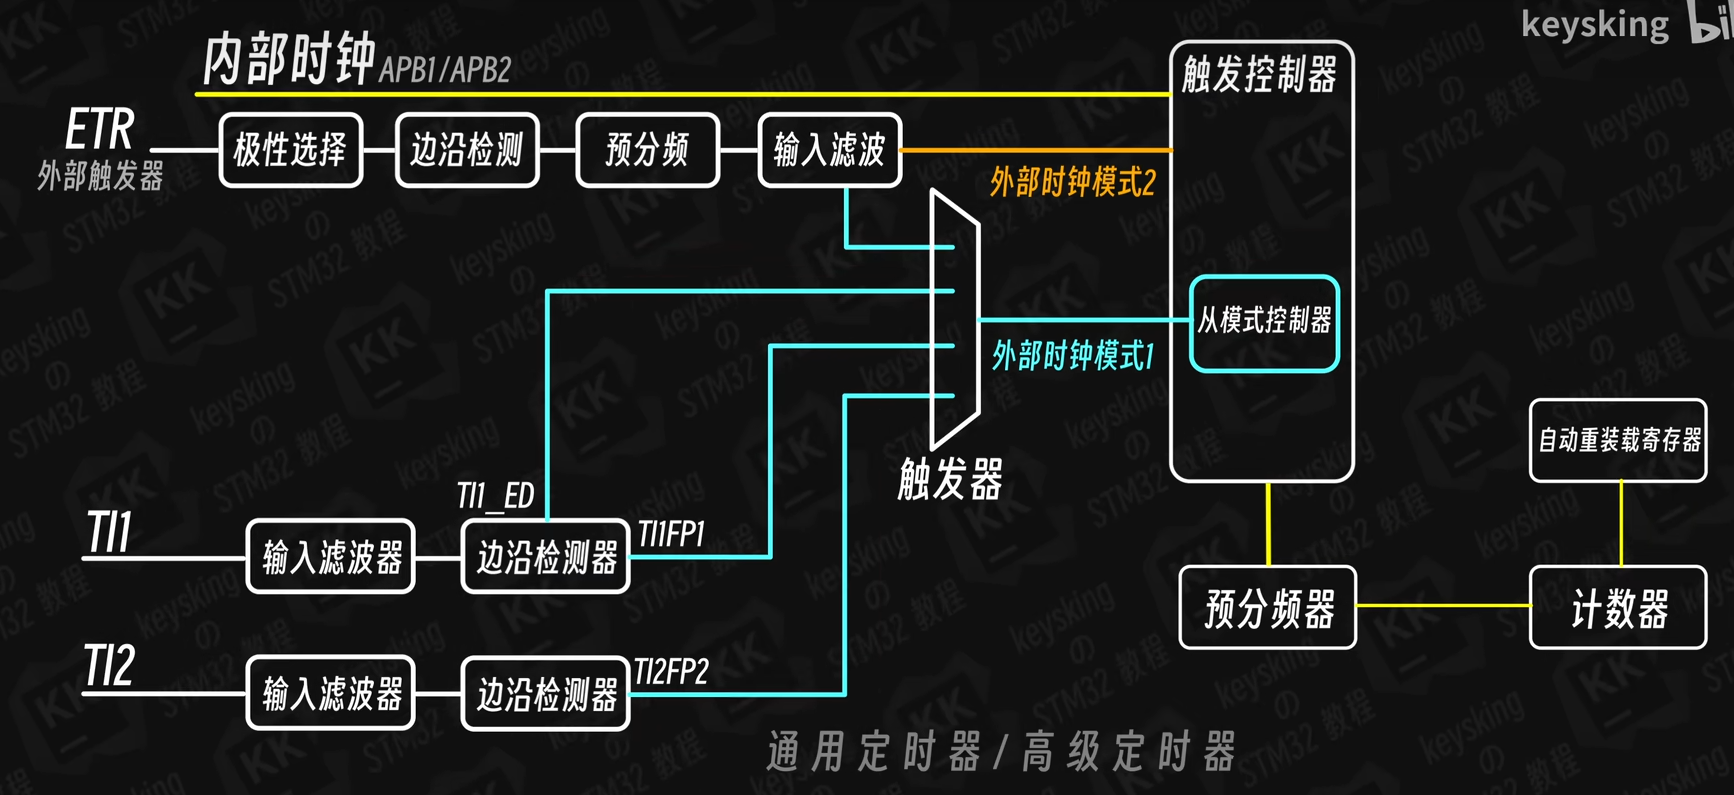 keysking
内部时钟 APB1/APB2
触发控制器
ETR
外部触发器
极性选择
边沿检测
预分频
输入滤波
外部时钟模式2
从模式控制器
外部时钟模式1
自动重装载寄存器
触发器
TI1_ED
TI1
输入滤波器
边沿检测器
TI1FP1
预分频器
计数器
TI2
输入滤波器
边沿检测器
TI2FP2
通用定时器/高级定时器
keysking
の
STM32 教程